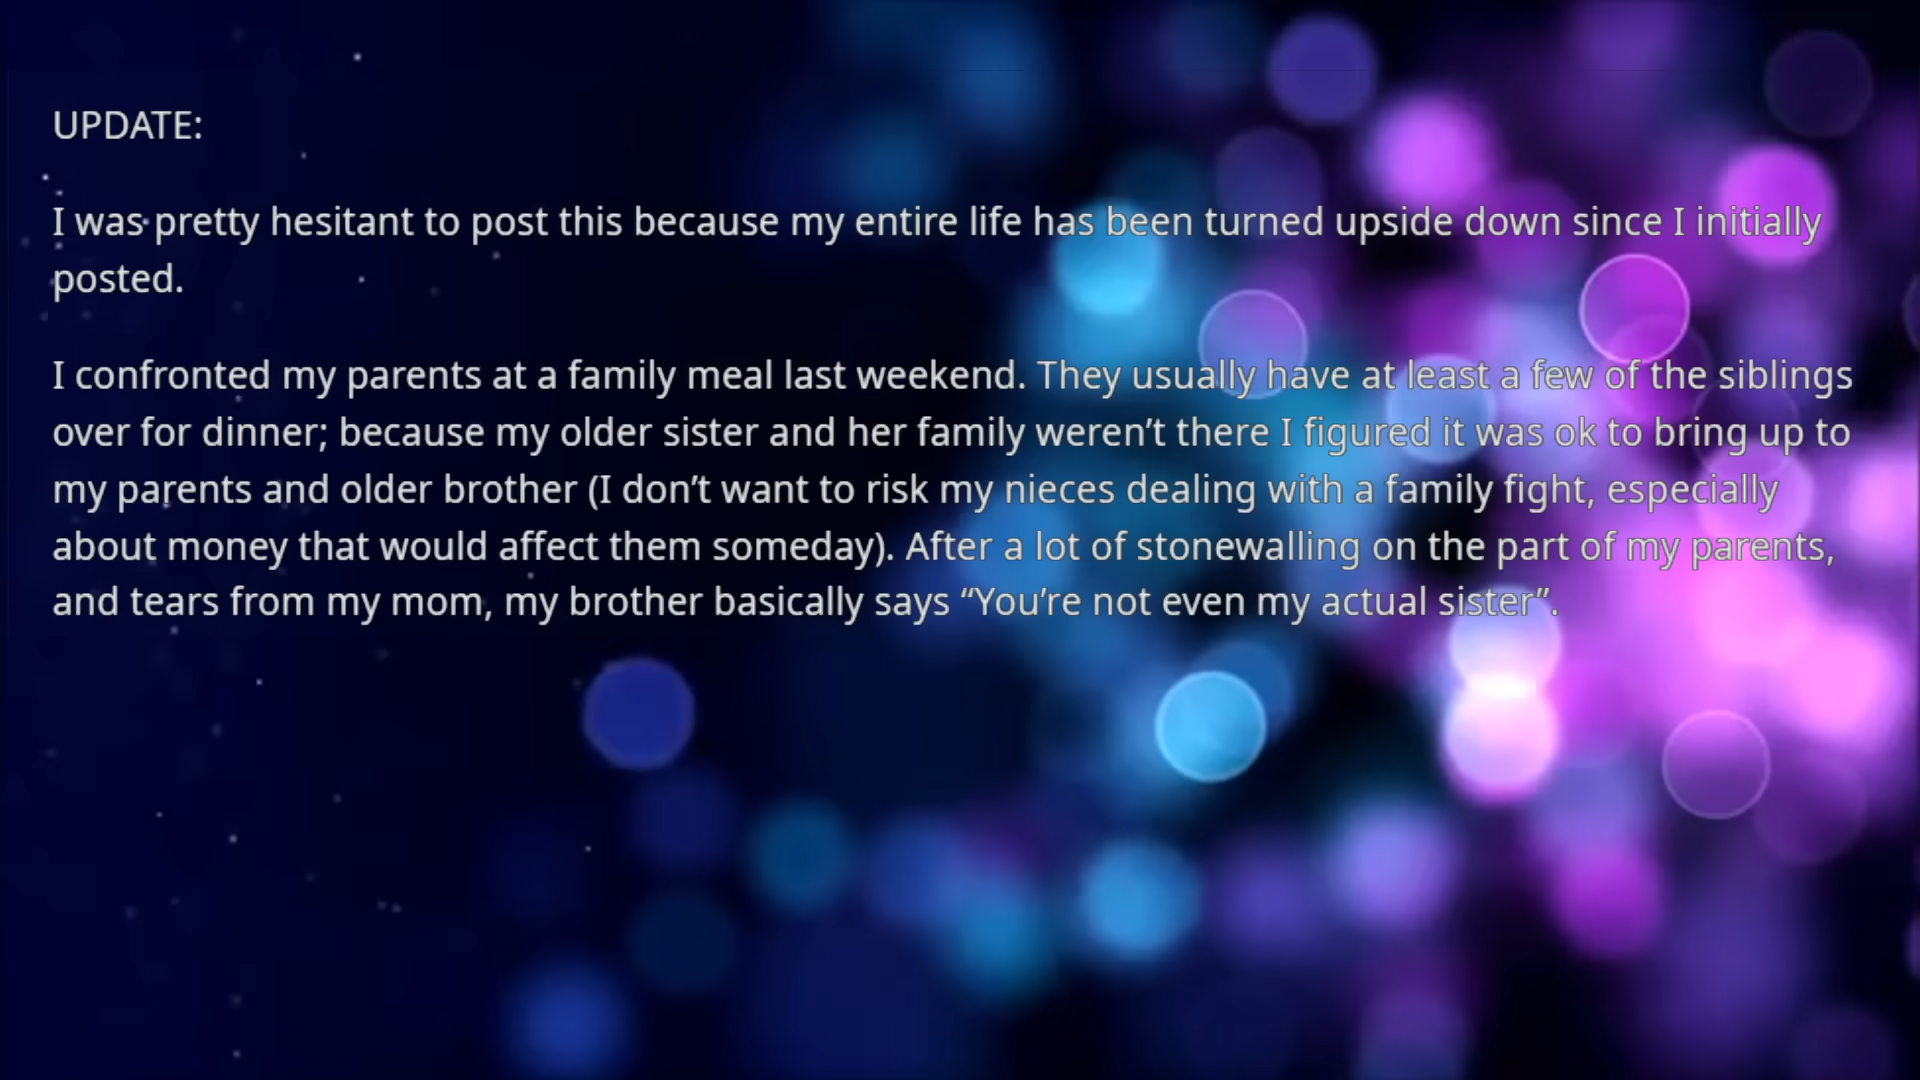 UPDATE:
I was pretty hesitant to post this because my entire life has been turned upside down since I initially
posted.
I confronted my parents at a family meal last weekend. They usually have at least a few of the siblings
over for dinner; because my older sister and her family weren’t there I figured it was ok to bring up to
my parents and older brother (I don’t want to risk my nieces dealing with a family fight, especially
about money that would affect them someday). After a lot of stonewalling on the part of my parents,
and tears from my mom, my brother basically says “You’re not even my actual sister”.